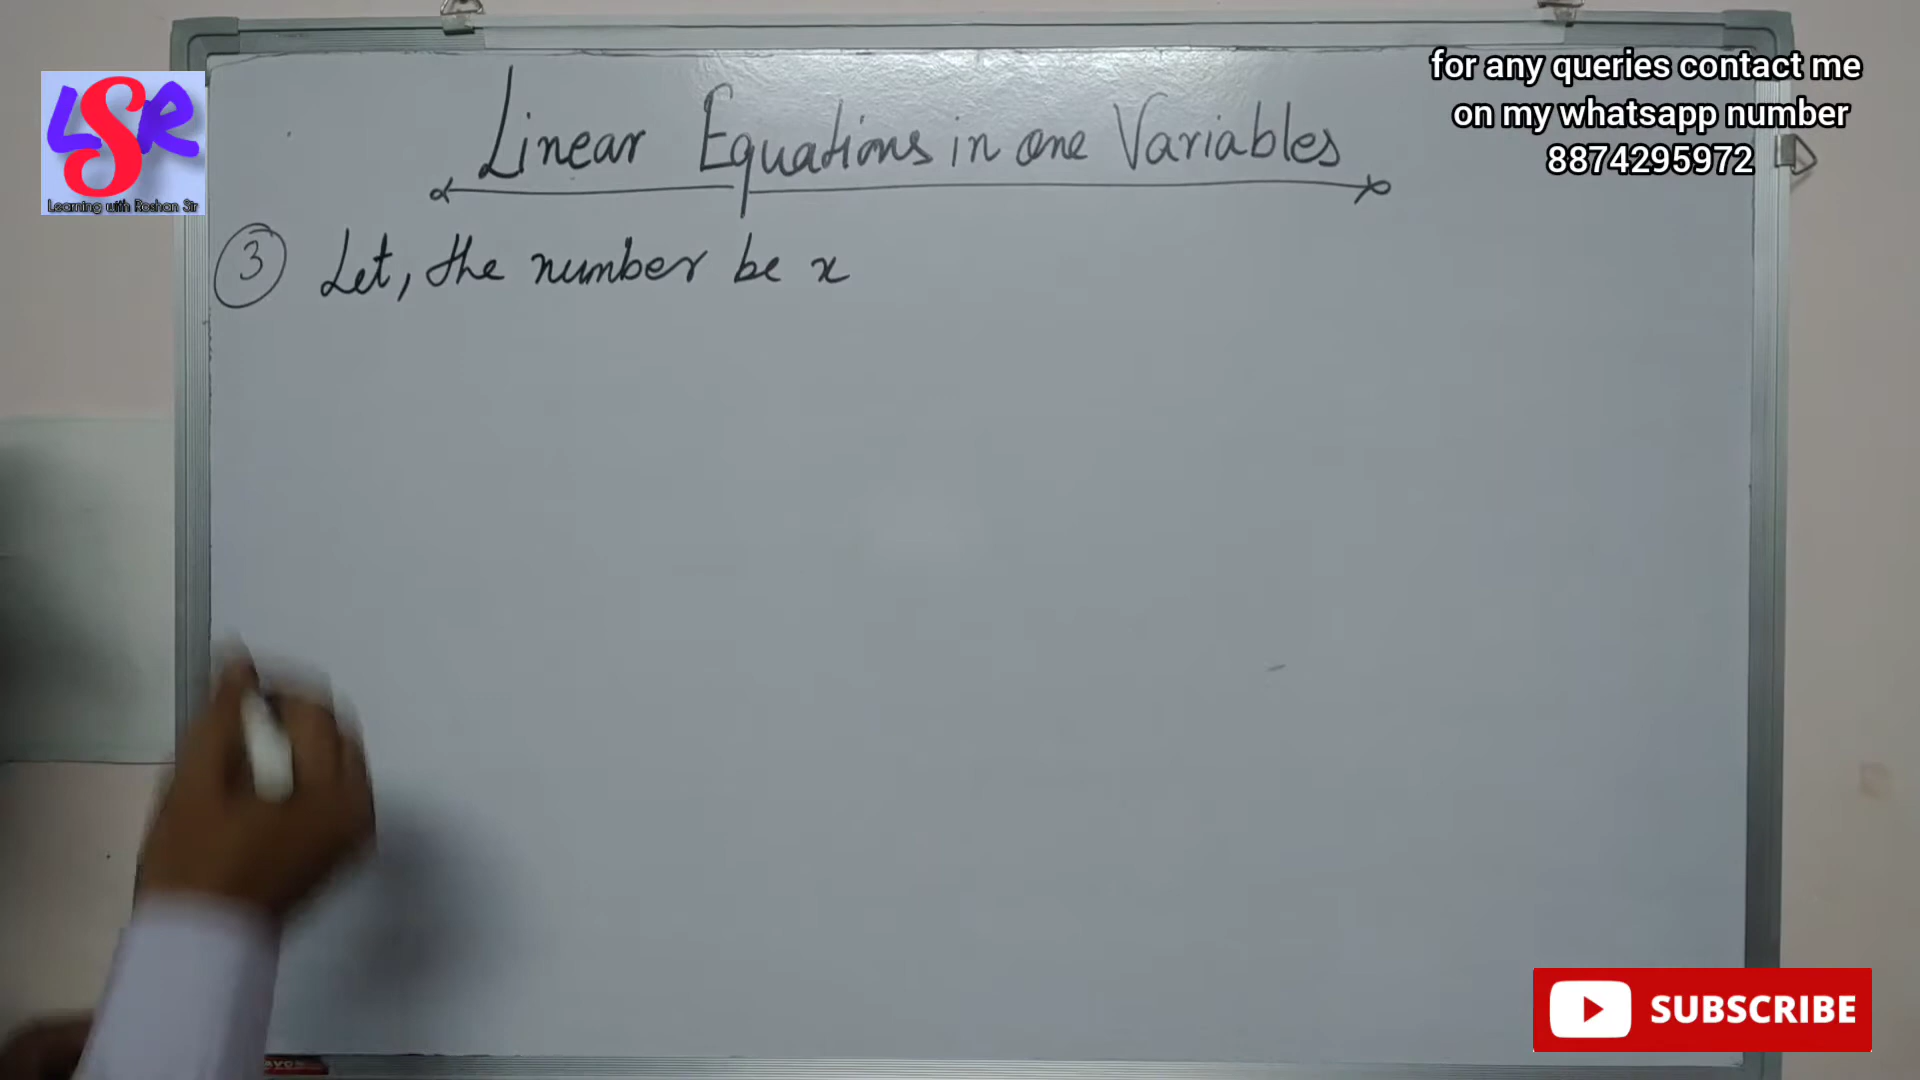 for any queries contact me
on my whatsapp number
8874295972
LSR
Learning with Roshan Sir
Linear Equations in one Variables
③ Let, the number be x
SUBSCRIBE